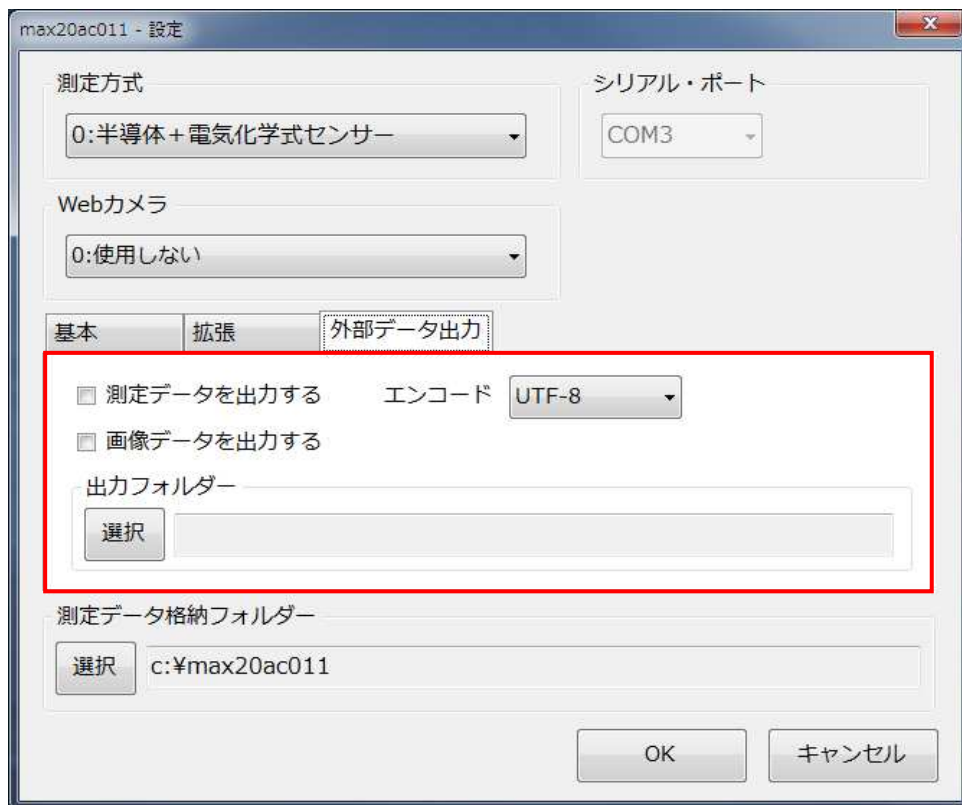 max20ac011 - 設定
測定方式
シリアル・ポート
0:半導体＋電気化学式センサー
COM3
Webカメラ
0:使用しない
基本
拡張
外部データ出力
測定データを出力する
エンコード
UTF-8
画像データを出力する
出力フォルダー
選択
測定データ格納フォルダー
選択
c:¥max20ac011
OK
キャンセル